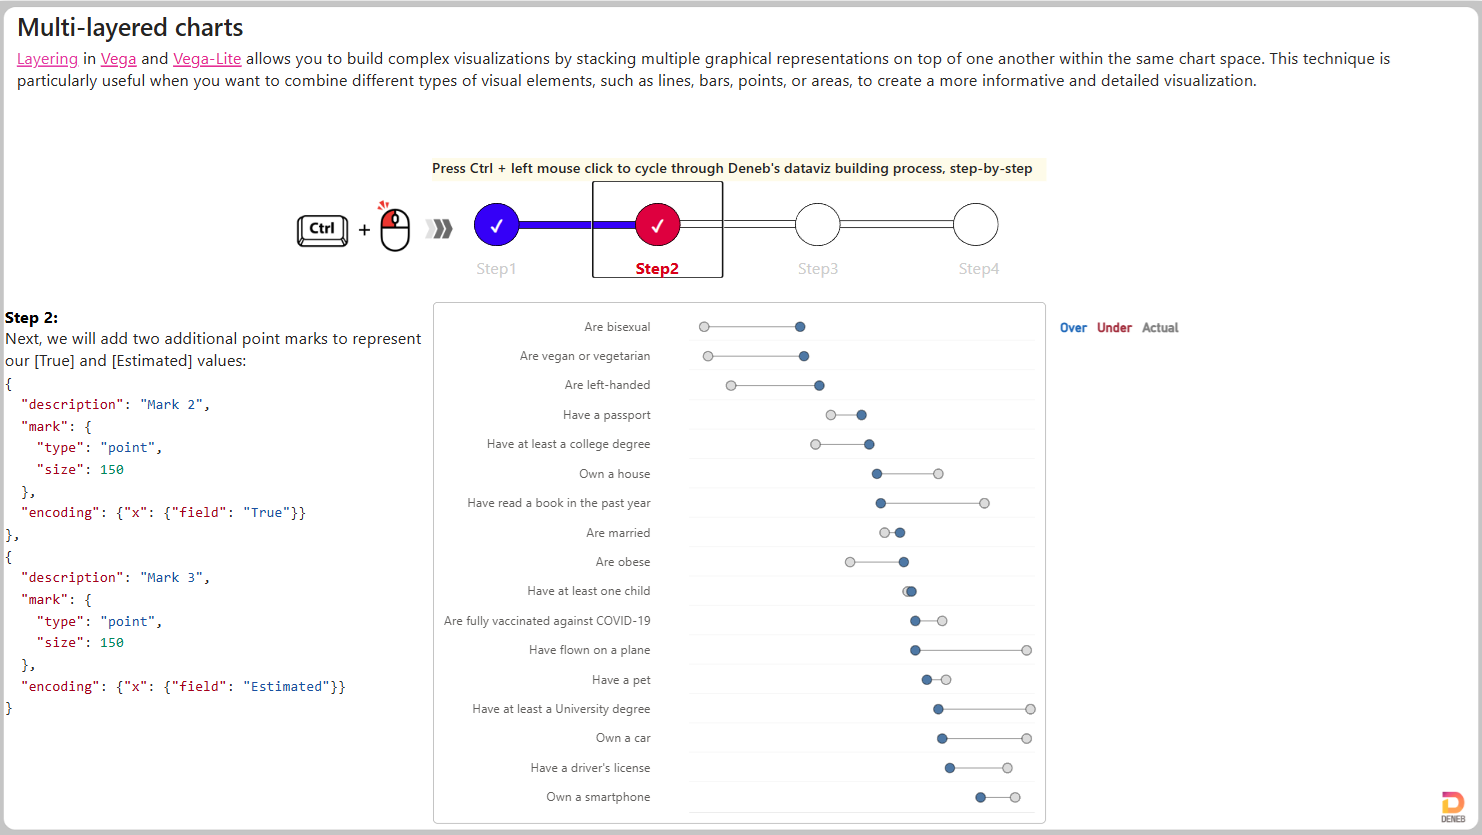 Multi-layered charts
Layering in Vega and Vega-Lite allows you to build complex visualizations by stacking multiple graphical representations on top of one another within the same chart space. This technique is
particularly useful when you want to combine different types of visual elements, such as lines, bars, points, or areas, to create a more informative and detailed visualization.
Press Ctrl + left mouse click to cycle through Deneb's dataviz building process, step-by-step
Ctrl +
Step1
Step2
Step3
Step4
Step 2:
Next, we will add two additional point marks to represent
our [True] and [Estimated] values:
{
"description": "Mark 2",
"mark": {
"type": "point",
"size": 150
},
"encoding": {"x": {"field": "True"}}
},
{
"description": "Mark 3",
"mark": {
"type": "point",
"size": 150
},
"encoding": {"x": {"field": "Estimated"}}
}
Are bisexual
Are vegan or vegetarian
Are left-handed
Have a passport
Have at least a college degree
Own a house
Have read a book in the past year
Are married
Are obese
Have at least one child
Are fully vaccinated against COVID-19
Have flown on a plane
Have a pet
Have at least a University degree
Own a car
Have a driver's license
Own a smartphone
Over Under Actual
DENEB